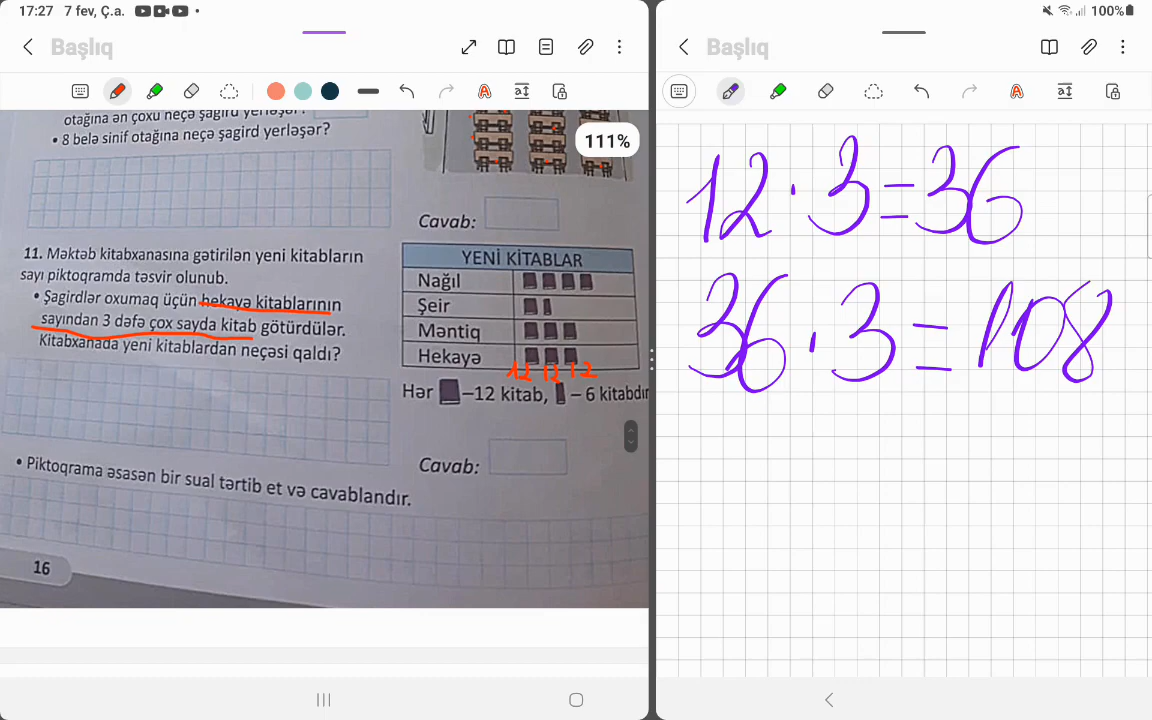 17:27 7 fev, Ç.a.
100%
Başlıq
Başlıq
otağına ən çoxu neçə şagird yerləşər?
• 8 belə sinif otağına neçə şagird yerləşər?
111%
Cavab:
11. Məktəb kitabxanasına gətirilən yeni kitabların
sayı piktoqramda təsvir olunub.
• Şagirdlər oxumaq üçün hekayə kitablarının
sayından 3 dəfə çox sayda kitab götürdülər.
Kitabxanada yeni kitablardan neçəsi qaldı?
YENİ KİTABLAR
Nağıl
Şeir
Məntiq
Hekayə
12 12 12
Hər –12 kitab, – 6 kitabdır
Cavab:
• Piktoqrama əsasən bir sual tərtib et və cavablandır.
16
12 · 3 = 36
36 · 3 = 108